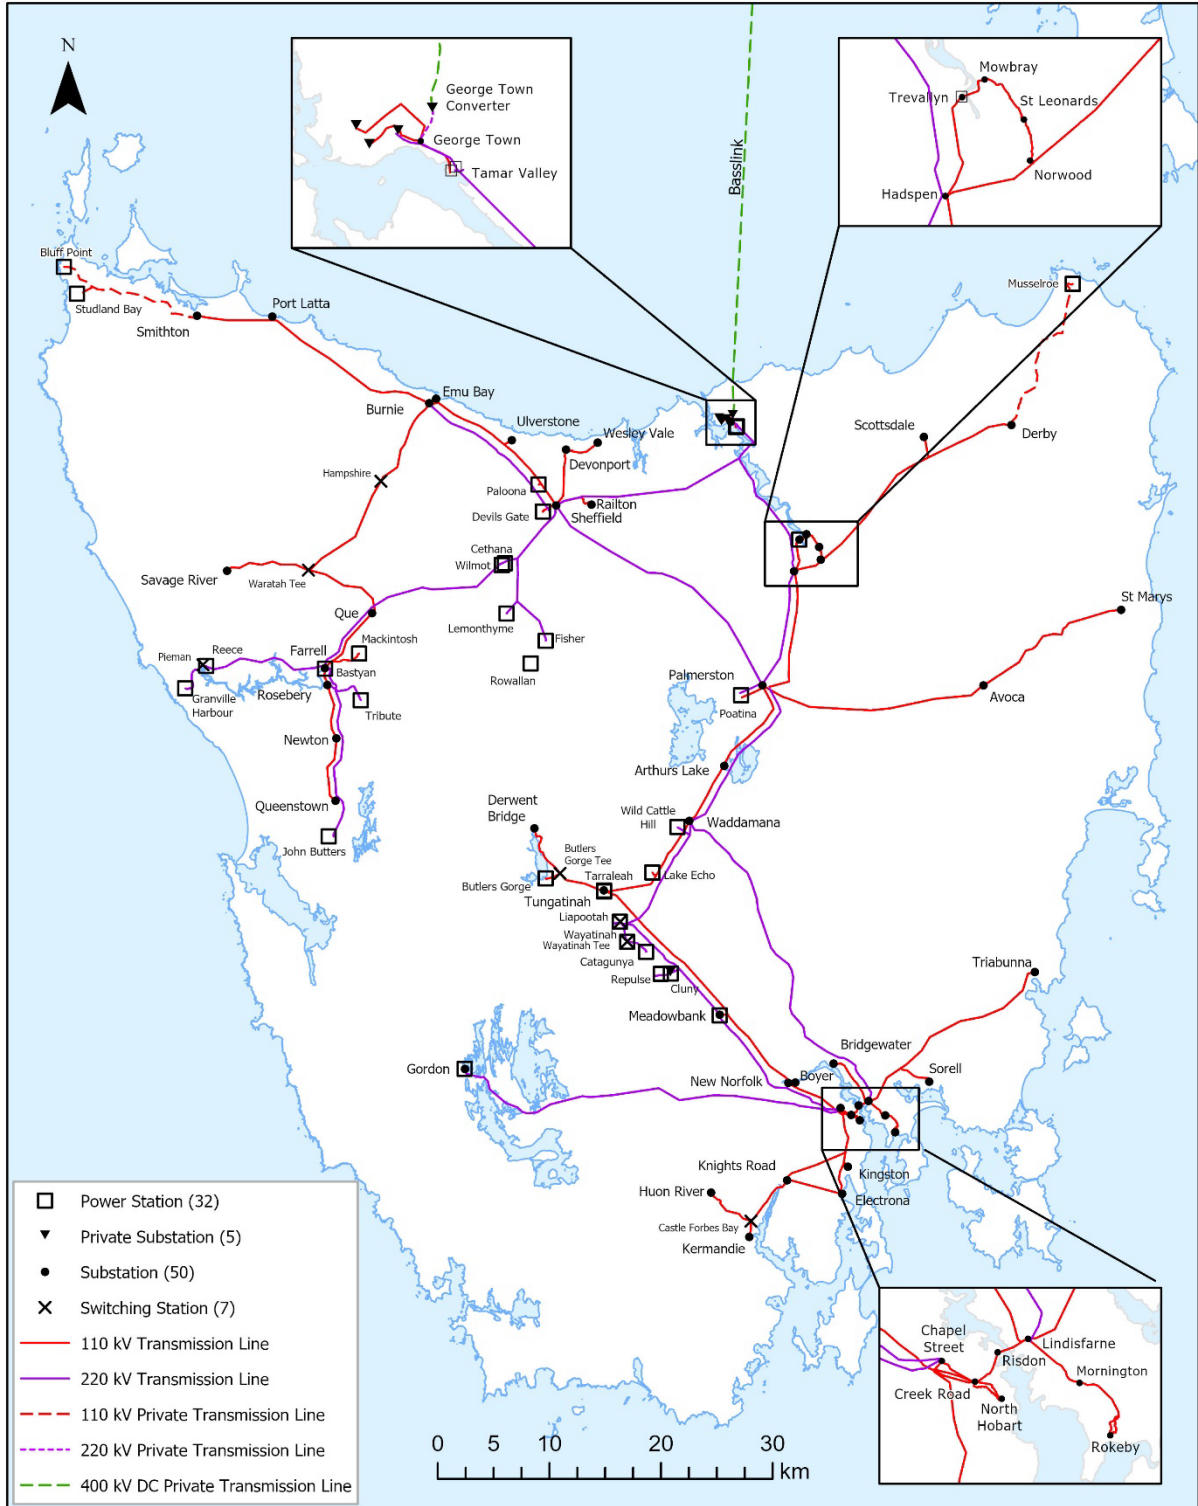 N
George Town
Converter
George Town
Tamar Valley
Basslink
Mowbray
Trevallyn
St Leonards
Norwood
Hadspen
Bluff Point
Studland Bay
Smithton
Port Latta
Musselroe
Emu Bay
Burnie
Ulverstone
Wesley Vale
Devonport
Scottsdale
Derby
Hampshire
Paloona
Devils Gate
Railton
Sheffield
Cethana
Wilmot
Savage River
Waratah Tee
Que
Lemonthyme
Fisher
Rowallan
St Marys
Mackintosh
Farrell
Bastyan
Pieman
Reece
Rosebery
Granville
Harbour
Tribute
Palmerston
Poatina
Avoca
Newton
Arthurs Lake
Queenstown
John Butters
Derwent
Bridge
Wild Cattle
Hill
Waddamana
Butlers
Gorge Tee
Butlers Gorge
Tarraleah
Lake Echo
Tungatinah
Liapootah
Wayatinah
Wayatinah Tee
Catagunya
Repulse
Cluny
Triabunna
Meadowbank
Gordon
Bridgewater
New Norfolk
Boyer
Sorell
Knights Road
Kingston
Huon River
Electrona
Castle Forbes Bay
Kermandie
Chapel
Street
Lindisfarne
Risdon
Mornington
Creek Road
North
Hobart
Rokeby
Power Station (32)
Private Substation (5)
Substation (50)
Switching Station (7)
110 kV Transmission Line
220 kV Transmission Line
110 kV Private Transmission Line
220 kV Private Transmission Line
400 kV DC Private Transmission Line
0 5 10 20 30
km